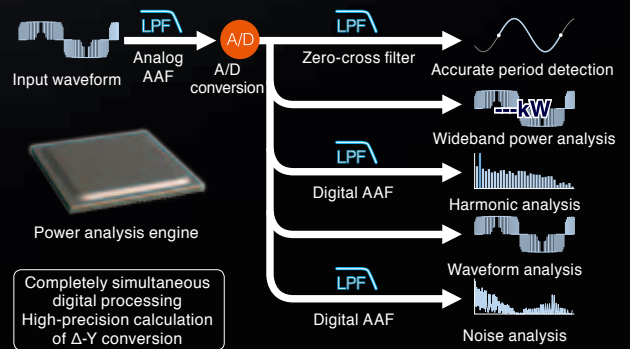 LPF
Input waveform
Analog
AAF
A/D
A/D
conversion
LPF
Zero-cross filter
Accurate period detection
---kW
Wideband power analysis
LPF
Digital AAF
Harmonic analysis
Waveform analysis
LPF
Digital AAF
Noise analysis
Power analysis engine
Completely simultaneous
digital processing
High-precision calculation
of Δ-Y conversion